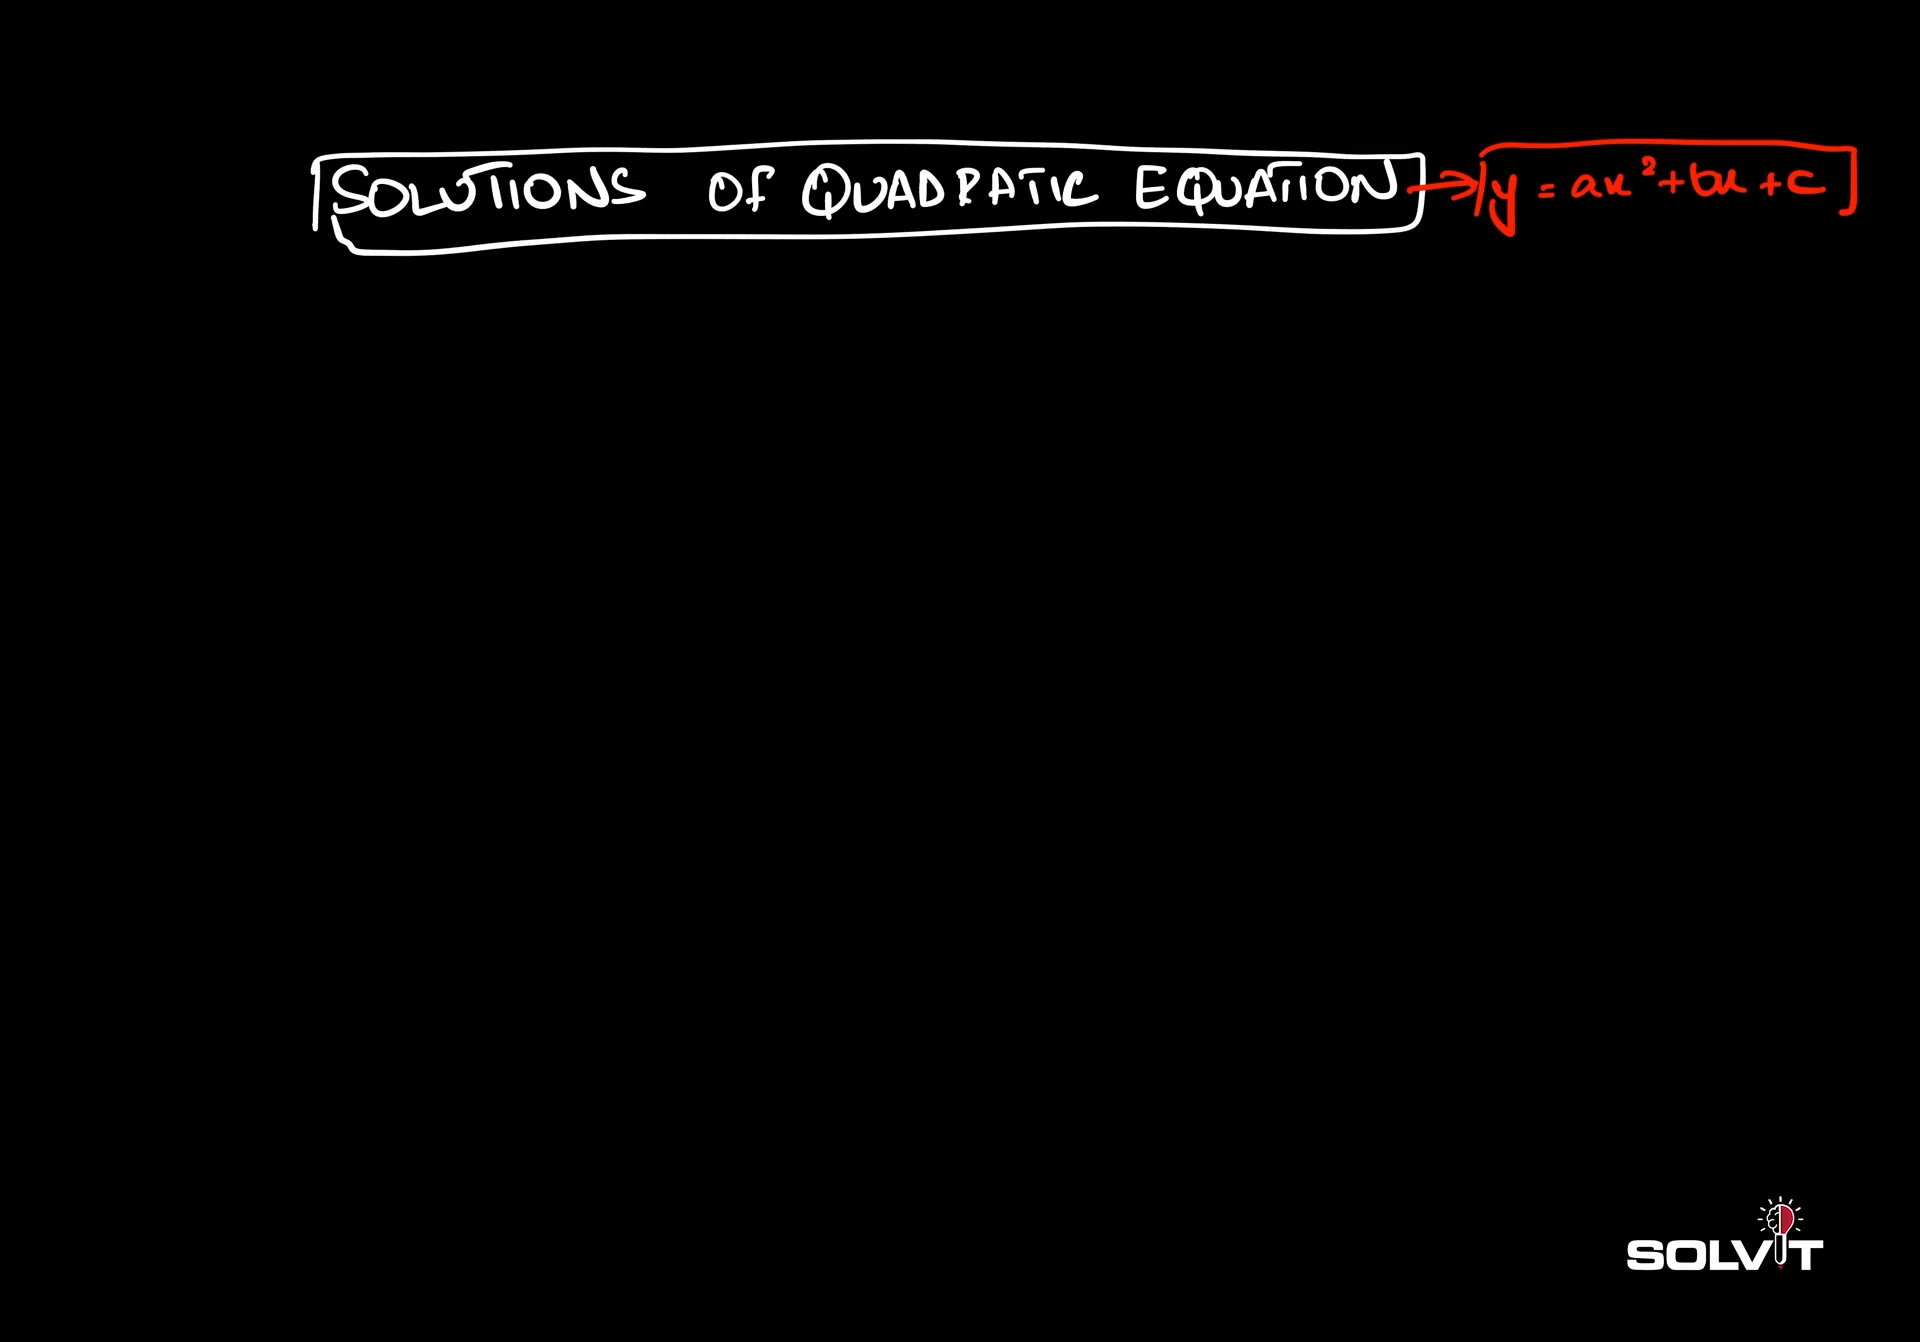 SOLUTIONS OF QUADRATIC EQUATION → y = ax² + bx + c
SOLVIT